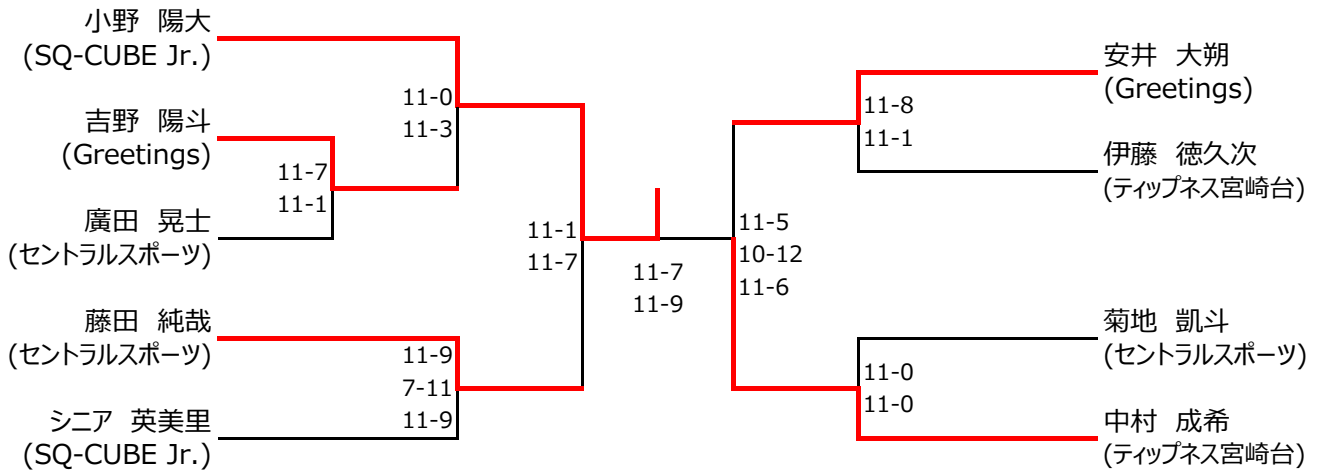 小野 陽大
(SQ-CUBE Jr.)
吉野 陽斗
(Greetings)
廣田 晃士
(セントラルスポーツ)
藤田 純哉
(セントラルスポーツ)
シニア 英美里
(SQ-CUBE Jr.)
11-7
11-1
11-0
11-3
11-9
7-11
11-9
11-1
11-7
11-7
11-9
11-5
10-12
11-6
11-8
11-1
11-0
11-0
安井 大朔
(Greetings)
伊藤 徳久次
(ティップネス宮崎台)
菊地 凱斗
(セントラルスポーツ)
中村 成希
(ティップネス宮崎台)